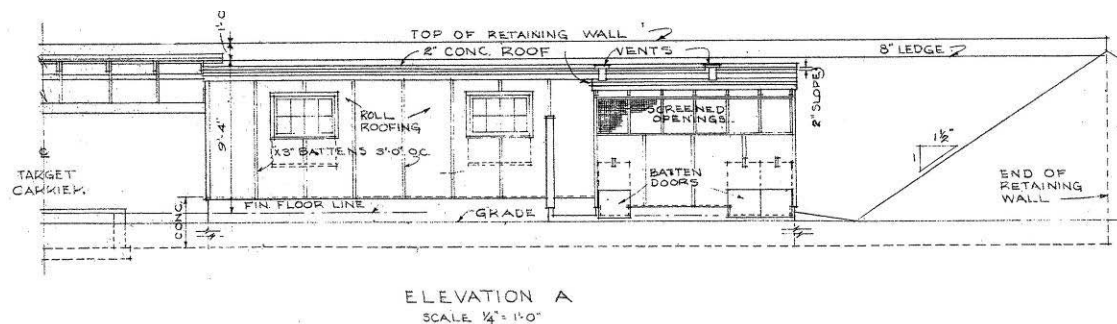 1'-0
TOP OF RETAINING WALL
2" CONC. ROOF
VENTS
8" LEDGE
2" SLOPE
ROLL
ROOFING
SCREENED
OPENINGS
9'-4"
X3" BATTENS 3'-0" O.C.
1 1/2"
1
TARGET
CARRIER
BATTEN
DOORS
END OF
RETAINING
WALL
CONC.
FIN. FLOOR LINE
GRADE
ELEVATION A
SCALE 1/4" = 1'-0"